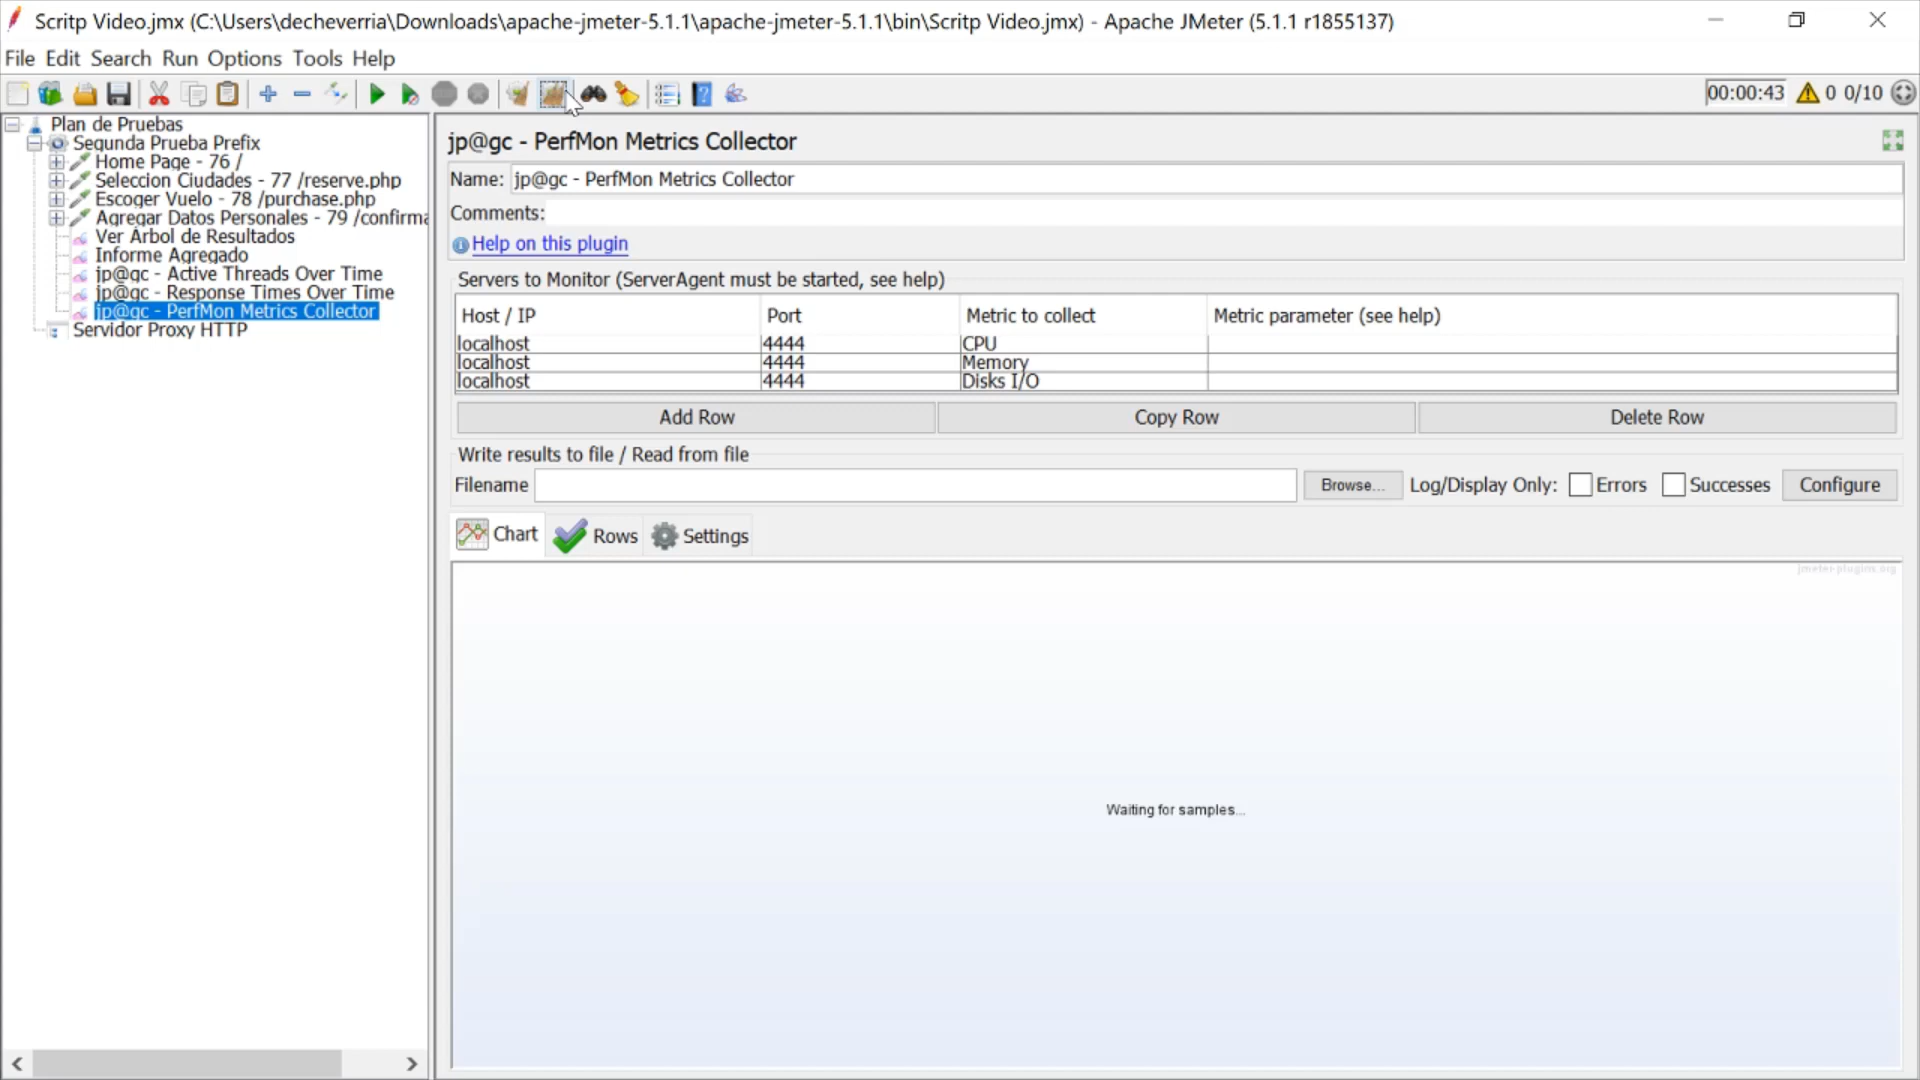 Scritp Video.jmx (C:\Users\decheverria\Downloads\apache-jmeter-5.1.1\apache-jmeter-5.1.1\bin\Scritp Video.jmx) - Apache JMeter (5.1.1 r1855137)
File Edit Search Run Options Tools Help
00:00:43 0 0/10
Plan de Pruebas
Segunda Prueba Prefix
Home Page - 76 /
Seleccion Ciudades - 77 /reserve.php
Escoger Vuelo - 78 /purchase.php
Agregar Datos Personales - 79 /confirma
Ver Árbol de Resultados
Informe Agregado
jp@gc - Active Threads Over Time
jp@gc - Response Times Over Time
jp@gc - PerfMon Metrics Collector
Servidor Proxy HTTP
jp@gc - PerfMon Metrics Collector
Name: jp@gc - PerfMon Metrics Collector
Comments:
Help on this plugin
Servers to Monitor (ServerAgent must be started, see help)
Host / IP Port Metric to collect Metric parameter (see help)
localhost 4444 CPU
localhost 4444 Memory
localhost 4444 Disks I/O
Add Row Copy Row Delete Row
Write results to file / Read from file
Filename Browse... Log/Display Only: Errors Successes Configure
Chart Rows Settings
jmeter-plugins.org
Waiting for samples...